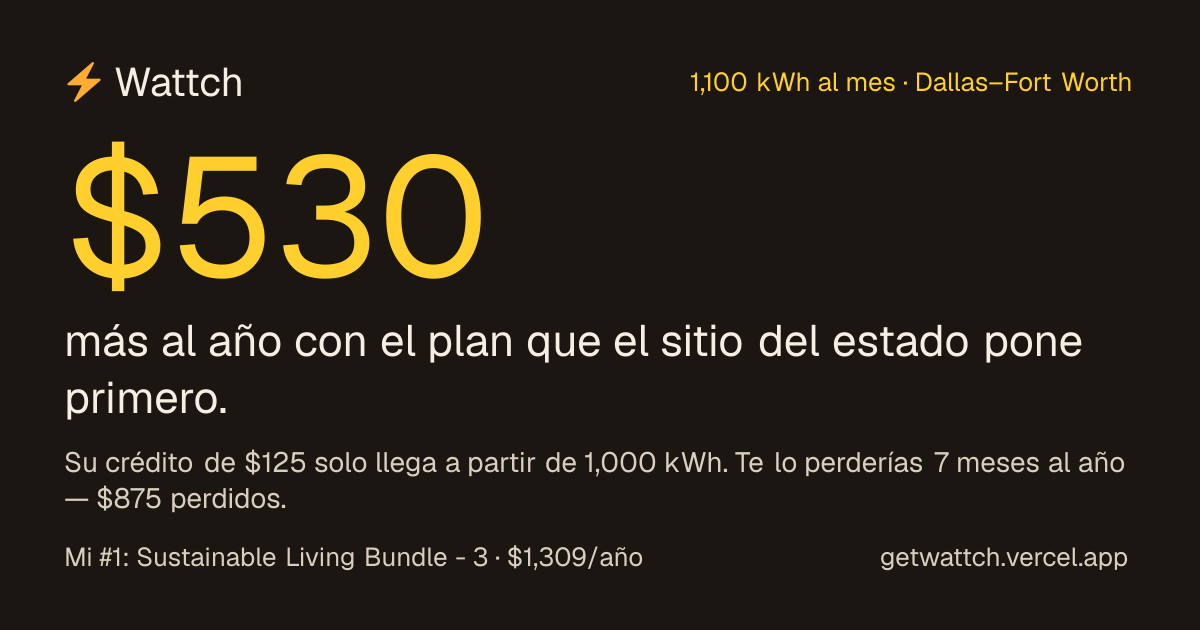 ⚡ Wattch
1,100 kWh al mes · Dallas–Fort Worth
$530
más al año con el plan que el sitio del estado pone
primero.
Su crédito de $125 solo llega a partir de 1,000 kWh. Te lo perderías 7 meses al año
— $875 perdidos.
Mi #1: Sustainable Living Bundle - 3 · $1,309/año
getwattch.vercel.app